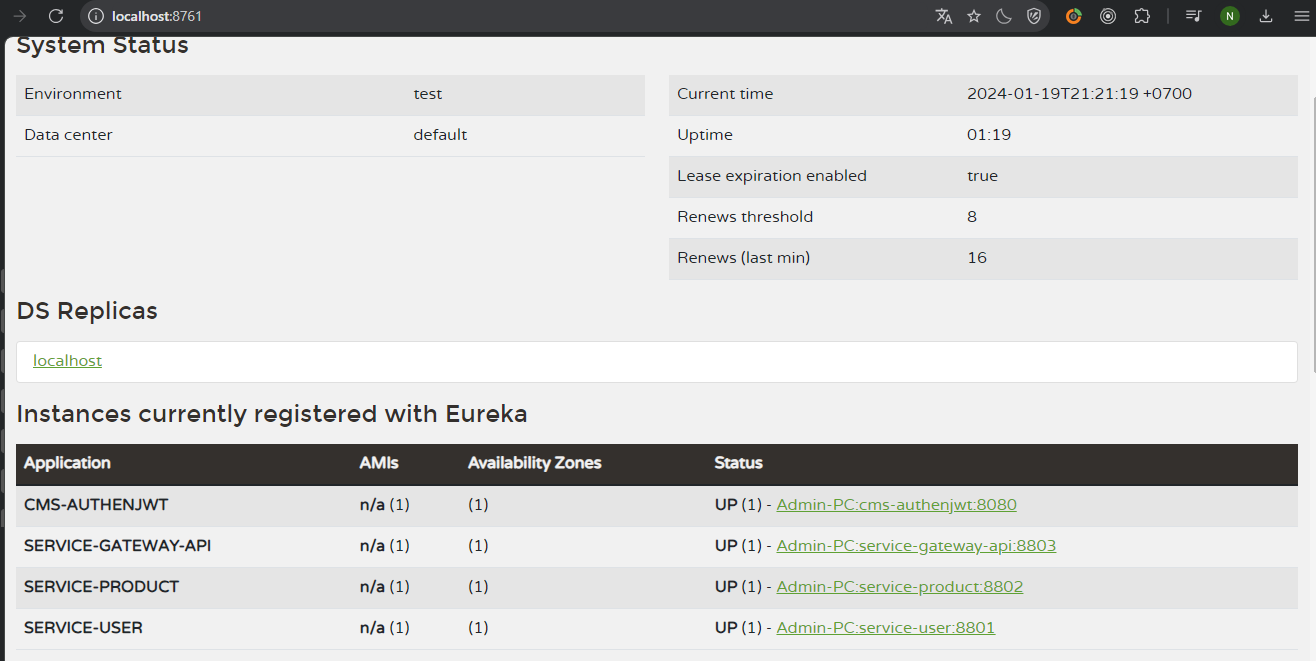 localhost:8761
N
System Status
Environment test
Data center default
Current time 2024-01-19T21:21:19 +0700
Uptime 01:19
Lease expiration enabled true
Renews threshold 8
Renews (last min) 16
DS Replicas
localhost
Instances currently registered with Eureka
Application AMIs Availability Zones Status
CMS-AUTHENJWT n/a (1) (1) UP (1) - Admin-PC:cms-authenjwt:8080
SERVICE-GATEWAY-API n/a (1) (1) UP (1) - Admin-PC:service-gateway-api:8803
SERVICE-PRODUCT n/a (1) (1) UP (1) - Admin-PC:service-product:8802
SERVICE-USER n/a (1) (1) UP (1) - Admin-PC:service-user:8801